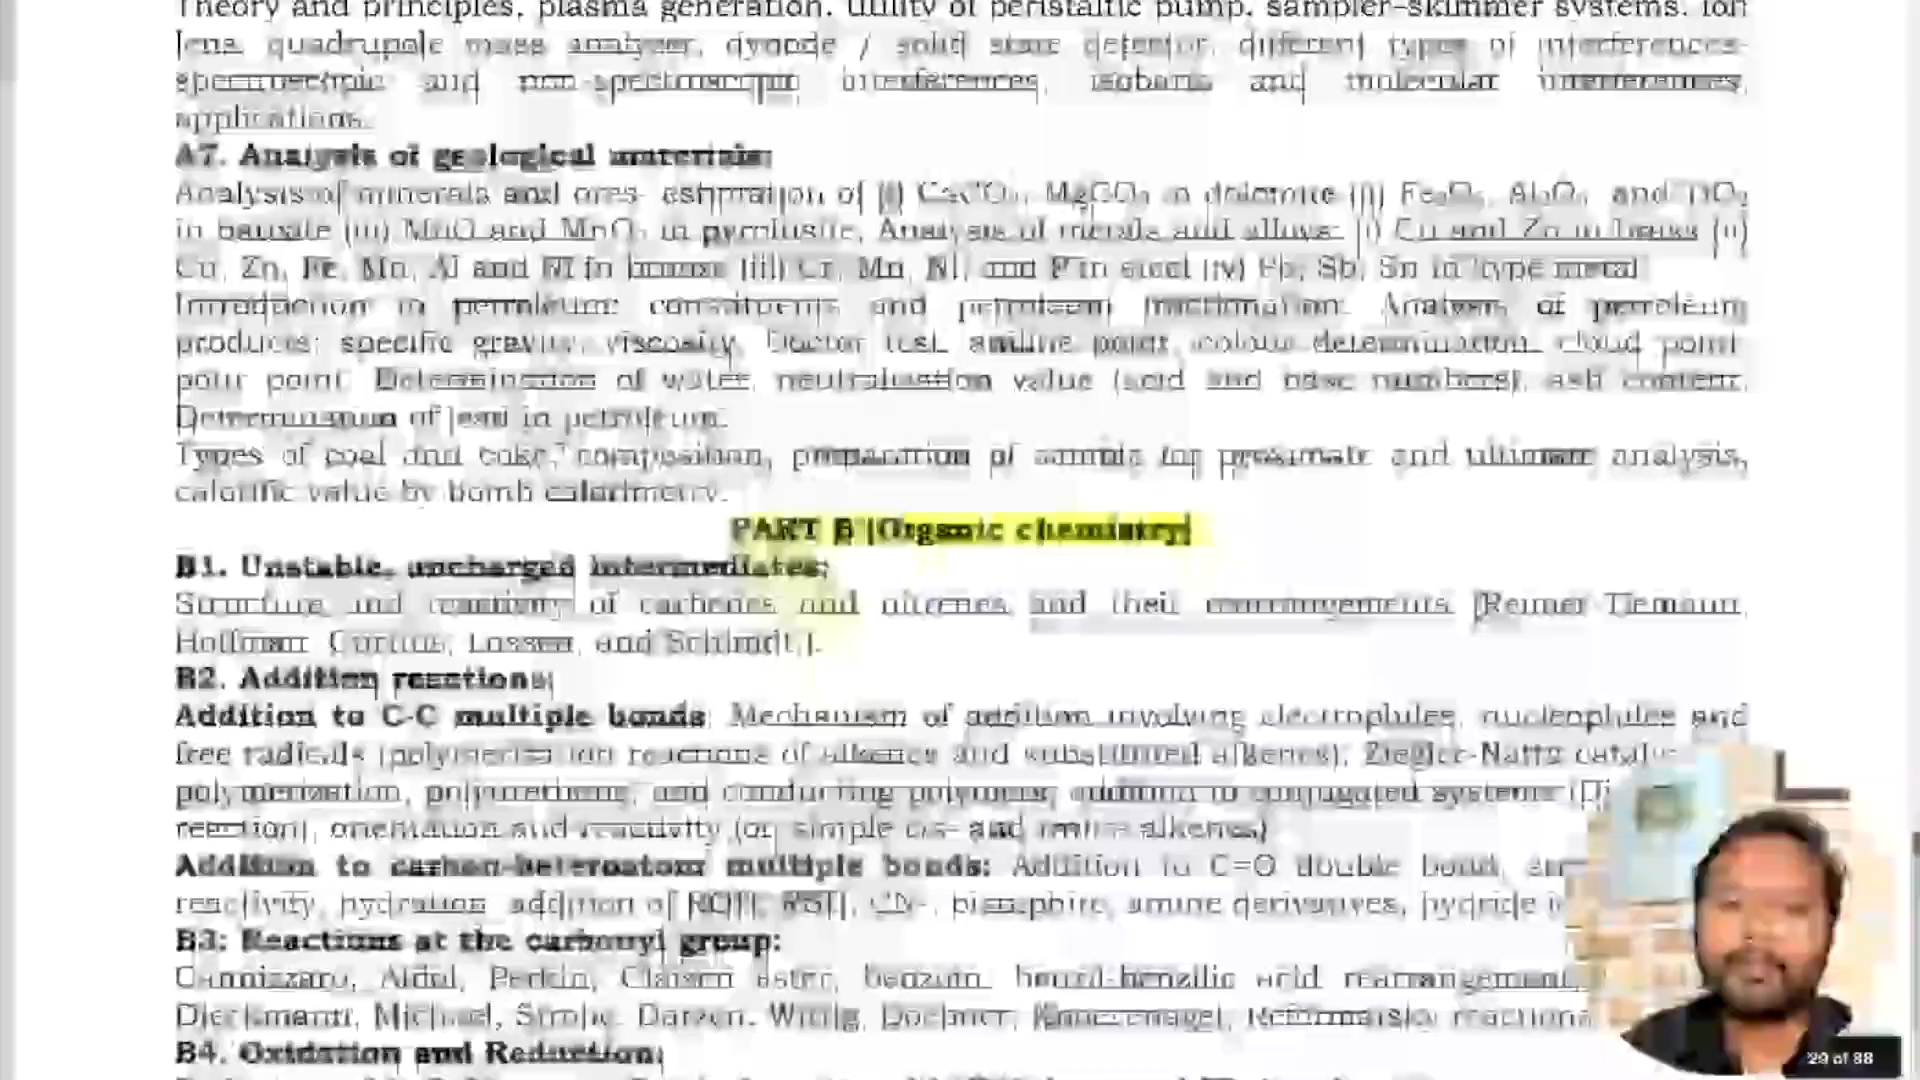 Theory and principles, plasma generation, utility of peristaltic pump, sampler-skimmer systems, ion
lens, quadrupole mass analyzer, dynode / solid state detector, different types of interferences-
spectroscopic and non-spectroscopic interferences, isobaric and molecular interferences,
applications.
A7. Analysis of geological materials:
Analysis of minerals and ores- estimation of (i) CaCO₃, MgCO₃ in dolomite (ii) Fe₂O₃, Al₂O₃, and TiO₂
in bauxite (iii) MnO and MnO₂ in pyrolusite. Analysis of metals and alloys: (i) Cu and Zn in brass (ii)
Cu, Zn, Fe, Mn, Al and Ni in bronze (iii) Cr, Mn, Ni, and P in steel (iv) Pb, Sb, Sn in 'type metal'
Introduction to petroleum: constituents and petroleum fractionation. Analysis of petroleum
products: specific gravity, viscosity, Doctor test, aniline point, colour determination, cloud point,
pour point. Determination of water, neutralization value (acid and base numbers), ash content,
Determination of lead in petroleum.
Types of coal and coke, composition, preparation of sample for proximate and ultimate analysis,
calorific value by bomb calorimetry.
PART B (Organic chemistry)
B1. Unstable, uncharged intermediates:
Structure and reactivity of carbenes and nitrenes and their rearrangements (Reimer-Tiemann,
Hoffman, Curtius, Lossen, and Schimdt,).
B2. Addition reactions:
Addition to C-C multiple bonds: Mechanism of addition involving electrophiles, nucleophiles and
free radicals (polymerization reactions of alkenes and substituted alkenes), Ziegler-Natta
polymerization, polyurethane, and conducting polymers; addition to conjugated systems
reaction), orientation and reactivity (on simple cis- and trans- alkenes)
Addition to carbon-heteroatom multiple bonds: Addition to C=O double bond,
reactivity, hydration, addition of ROH, RSH, CN-, bisulphite, amine derivatives, hydride
B3: Reactions at the carbonyl group:
Cannizzaro, Aldol, Perkin, Claisen ester, benzoin, benzil-benzilic acid rearrangement,
Dieckmann, Michael, Strobe, Darzen, Wittig, Doebner, Knoevenagel, Reformatsky
B4. Oxidation and Reduction:
29 of 38